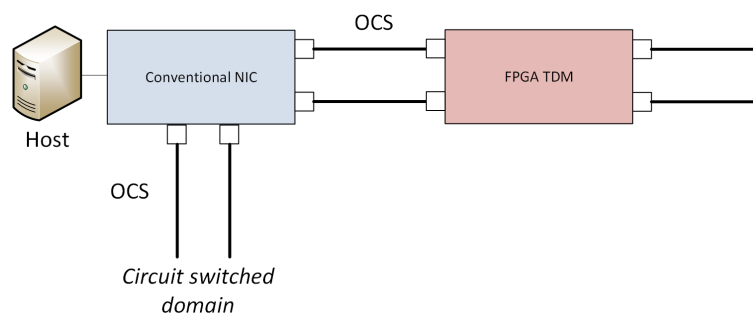 OCS
Conventional NIC
FPGA TDM
Host
OCS
Circuit switched
domain